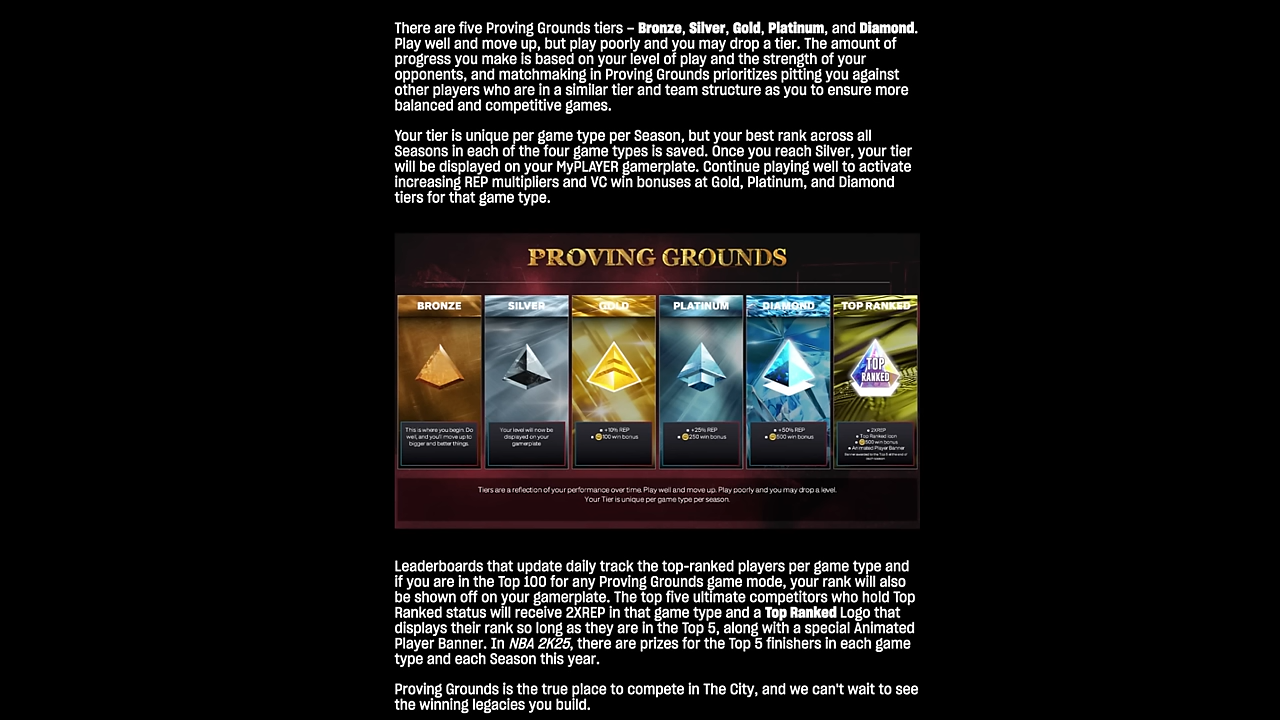 There are five Proving Grounds tiers – Bronze, Silver, Gold, Platinum, and Diamond.
Play well and move up, but play poorly and you may drop a tier. The amount of
progress you make is based on your level of play and the strength of your
opponents, and matchmaking in Proving Grounds prioritizes pitting you against
other players who are in a similar tier and team structure as you to ensure more
balanced and competitive games.
Your tier is unique per game type per Season, but your best rank across all
Seasons in each of the four game types is saved. Once you reach Silver, your tier
will be displayed on your MyPLAYER gamerplate. Continue playing well to activate
increasing REP multipliers and VC win bonuses at Gold, Platinum, and Diamond
tiers for that game type.
PROVING GROUNDS
BRONZE
This is where you begin. Do
well, and you'll move up to
bigger and better things.
SILVER
Your level will now be
displayed on your
gamerplate
GOLD
+10% REP
100 win bonus
PLATINUM
+25% REP
250 win bonus
DIAMOND
+50% REP
500 win bonus
TOP RANKED
TOP
RANKED
2XREP
Top Ranked icon
500 win bonus
Animated Player Banner
Banner awarded to the Top 5 at the end of
each season
Tiers are a reflection of your performance over time. Play well and move up. Play poorly and you may drop a level.
Your Tier is unique per game type per season.
Leaderboards that update daily track the top-ranked players per game type and
if you are in the Top 100 for any Proving Grounds game mode, your rank will also
be shown off on your gamerplate. The top five ultimate competitors who hold Top
Ranked status will receive 2XREP in that game type and a Top Ranked Logo that
displays their rank so long as they are in the Top 5, along with a special Animated
Player Banner. In NBA 2K25, there are prizes for the Top 5 finishers in each game
type and each Season this year.
Proving Grounds is the true place to compete in The City, and we can't wait to see
the winning legacies you build.